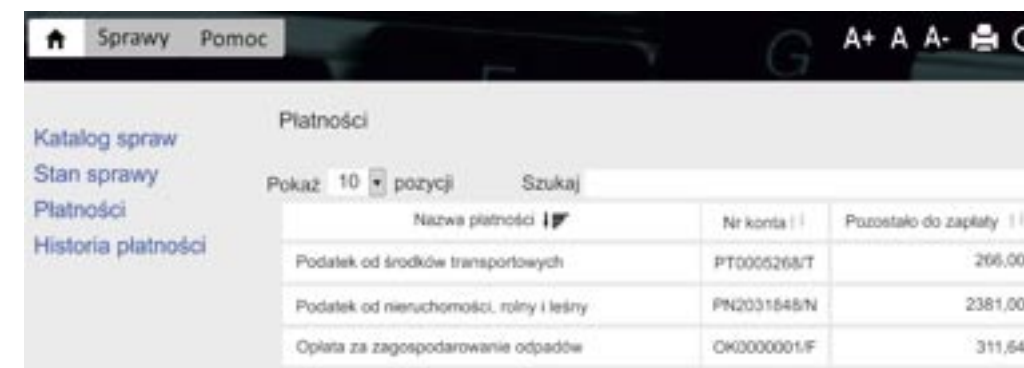 Sprawy Pomoc A+ A A-
Katalog spraw
Stan sprawy
Płatności
Historia płatności
Płatności
Pokaż 10 pozycji Szukaj
Nazwa płatności Nr konta Pozostało do zapłaty
Podatek od środków transportowych PT0005268/T 266,00
Podatek od nieruchomości, rolny i leśny PN2031848/N 2381,00
Opłata za zagospodarowanie odpadów OK0000001/F 311,64